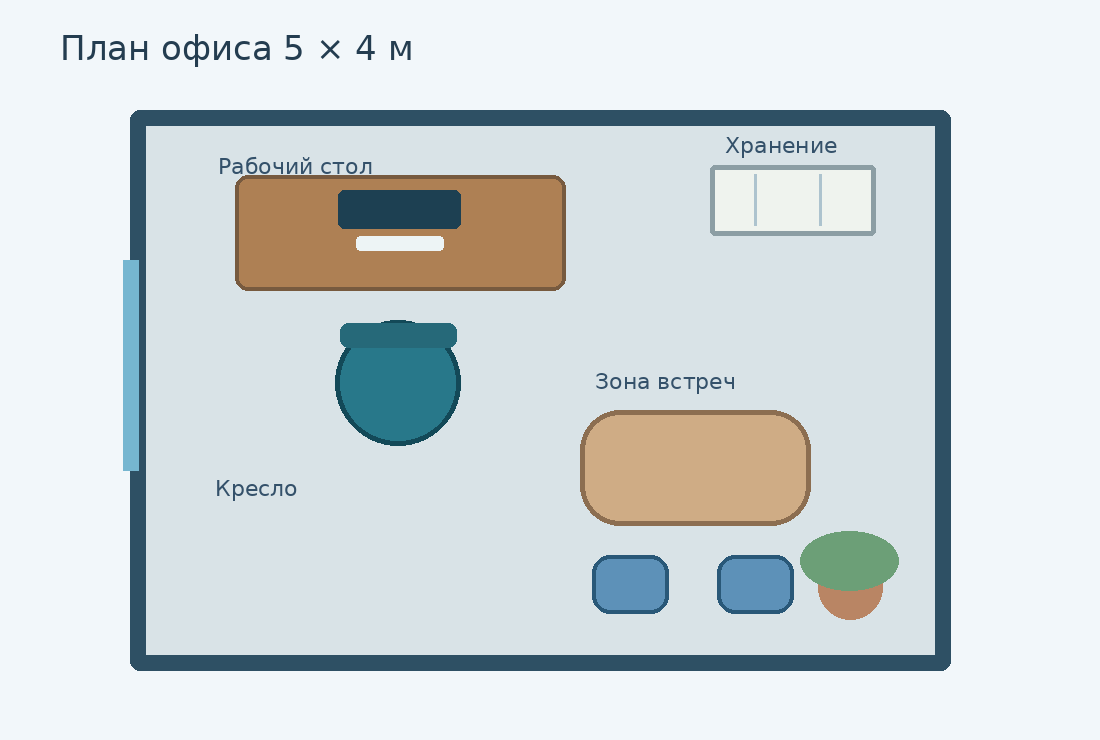 План офиса 5 × 4 м
Хранение
Рабочий стол
Зона встреч
Кресло